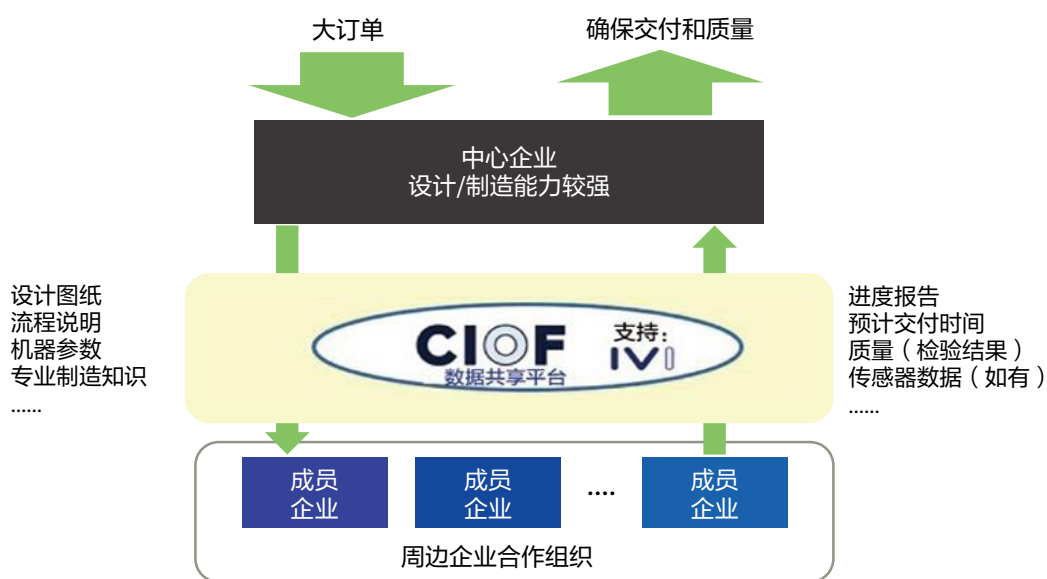 大订单
确保交付和质量
中心企业
设计/制造能力较强
设计图纸
流程说明
机器参数
专业制造知识
......
CIOF
数据共享平台
支持：
IVI
进度报告
预计交付时间
质量（检验结果）
传感器数据（如有）
......
成员
企业
成员
企业
....
成员
企业
周边企业合作组织